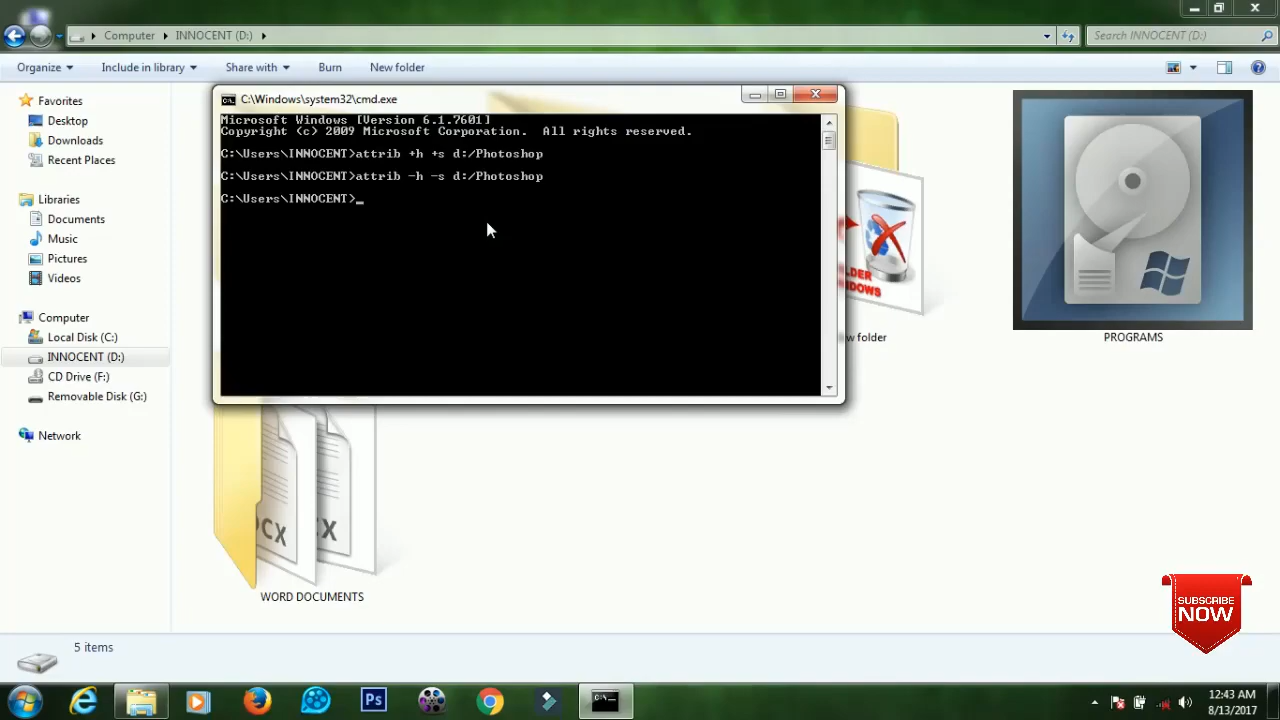 Computer
INNOCENT (D:)
Search INNOCENT (D:)
Organize
Include in library
Share with
Burn
New folder
Favorites
Desktop
Downloads
Recent Places
Libraries
Documents
Music
Pictures
Videos
Computer
Local Disk (C:)
INNOCENT (D:)
CD Drive (F:)
Removable Disk (G:)
Network
C:\Windows\system32\cmd.exe
Microsoft Windows [Version 6.1.7601]
Copyright (c) 2009 Microsoft Corporation.  All rights reserved.
C:\Users\INNOCENT>attrib +h +s d:/Photoshop
C:\Users\INNOCENT>attrib -h -s d:/Photoshop
C:\Users\INNOCENT>_
w folder
PROGRAMS
WORD DOCUMENTS
SUBSCRIBE
NOW
5 items
Ps
12:43 AM
8/13/2017